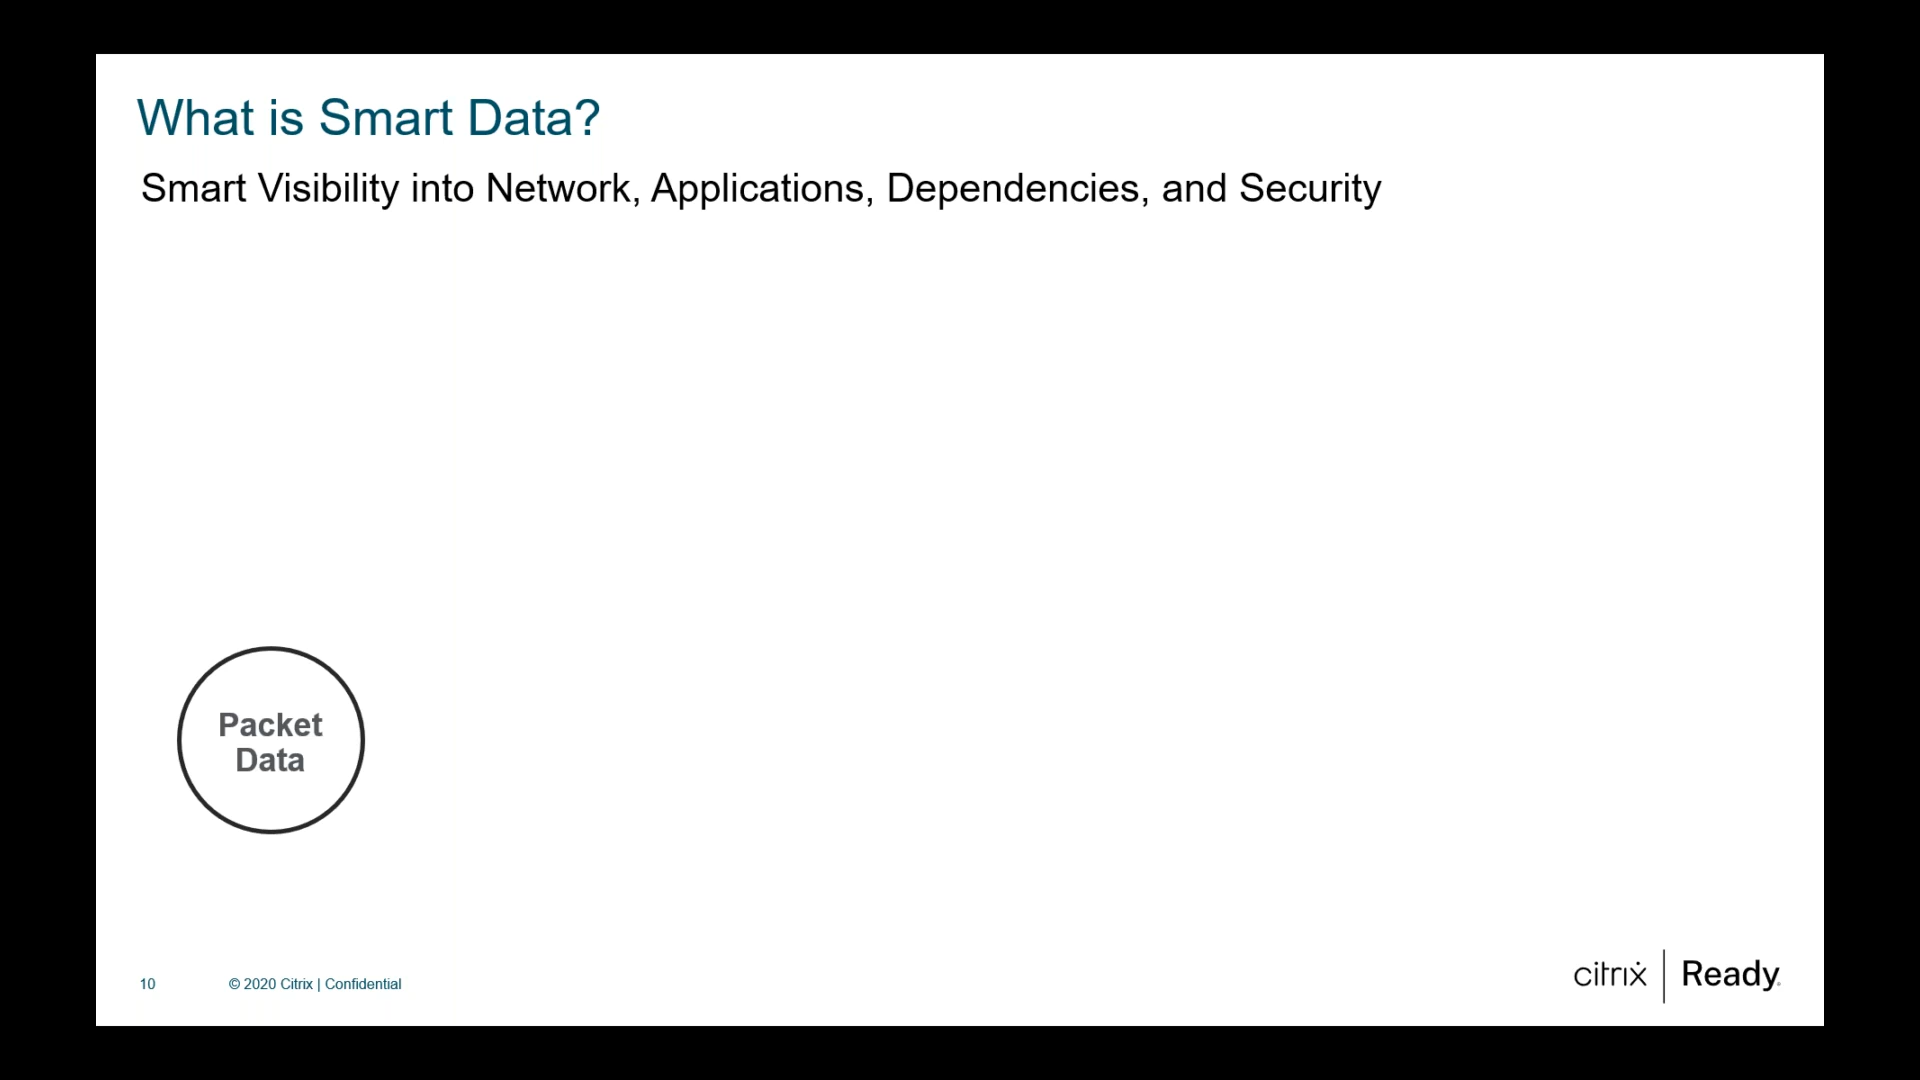 What is Smart Data?
Smart Visibility into Network, Applications, Dependencies, and Security
Packet
Data
10 © 2020 Citrix | Confidential
citrix | Ready